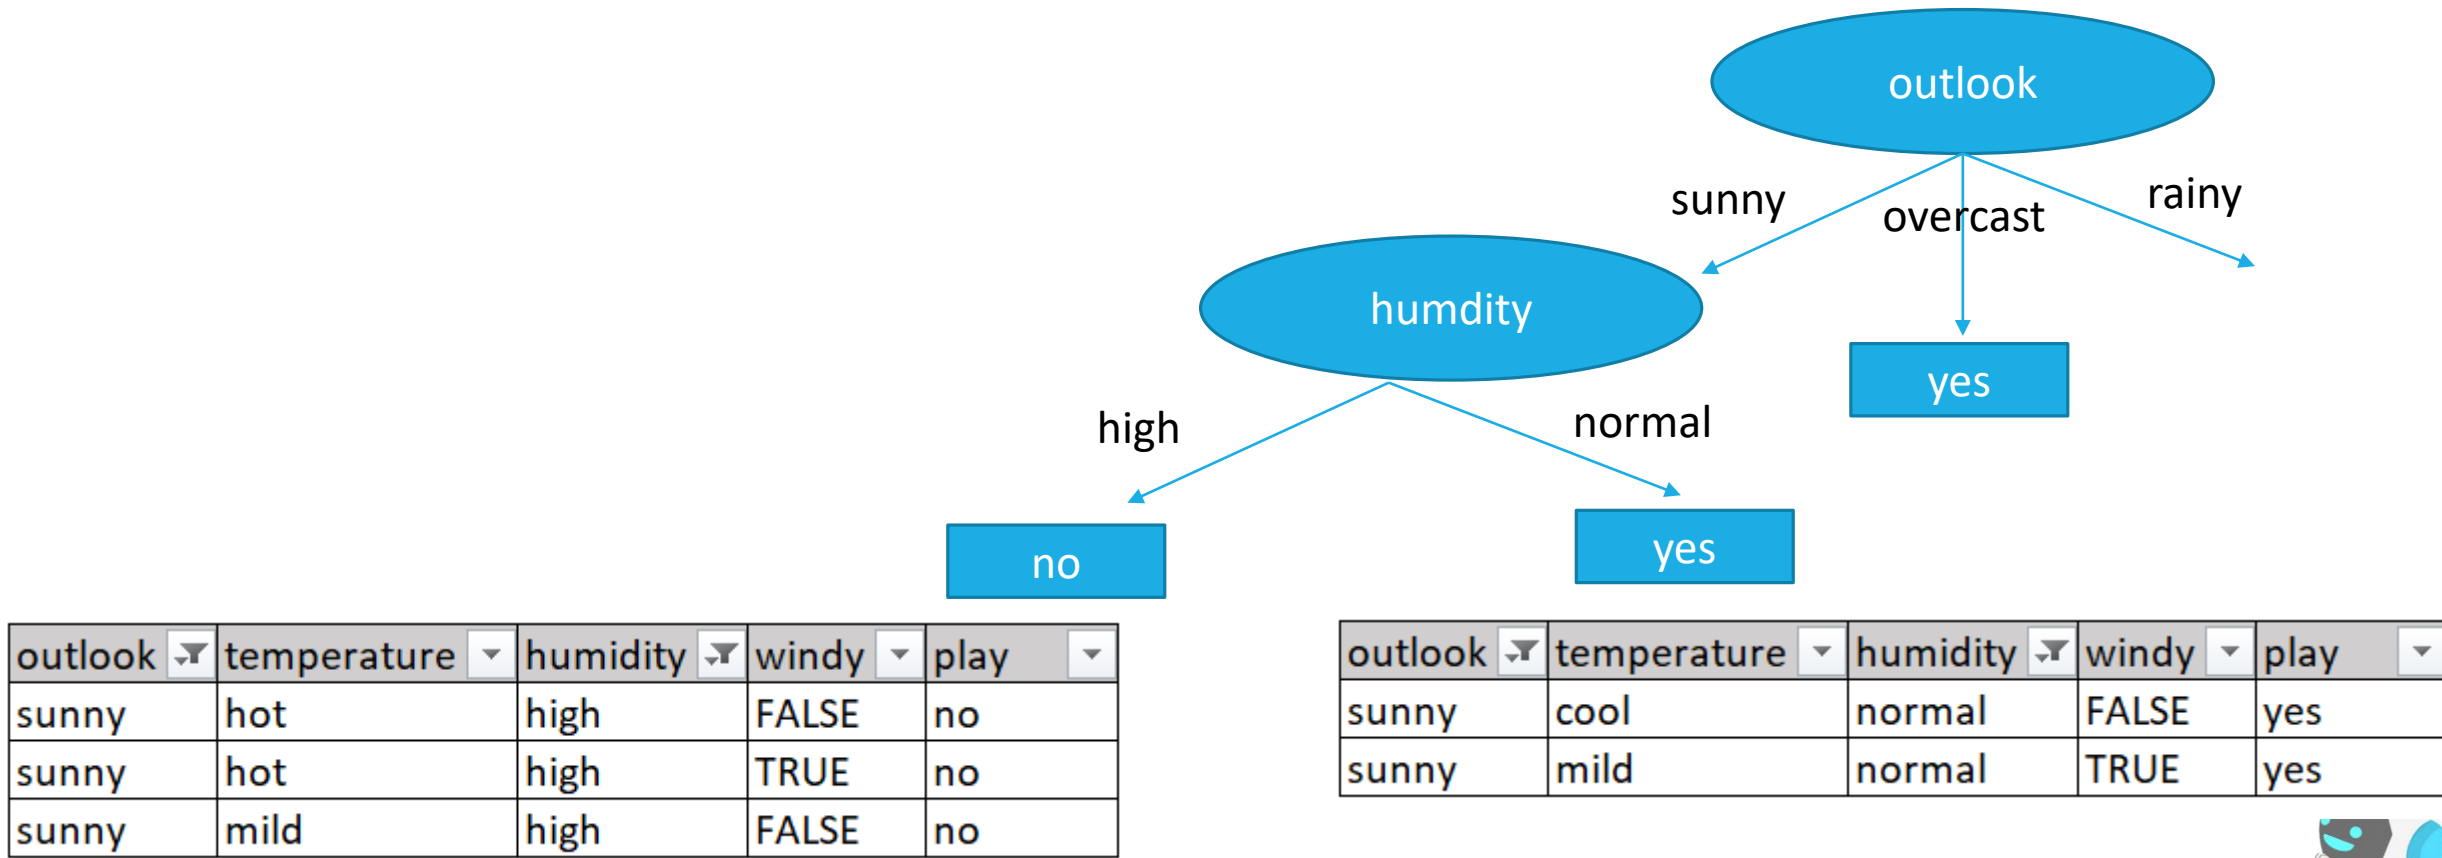 outlook
sunny
overcast
rainy
humdity
yes
high
normal
no
yes
outlook temperature humidity windy play
sunny hot high FALSE no
sunny hot high TRUE no
sunny mild high FALSE no
outlook temperature humidity windy play
sunny cool normal FALSE yes
sunny mild normal TRUE yes